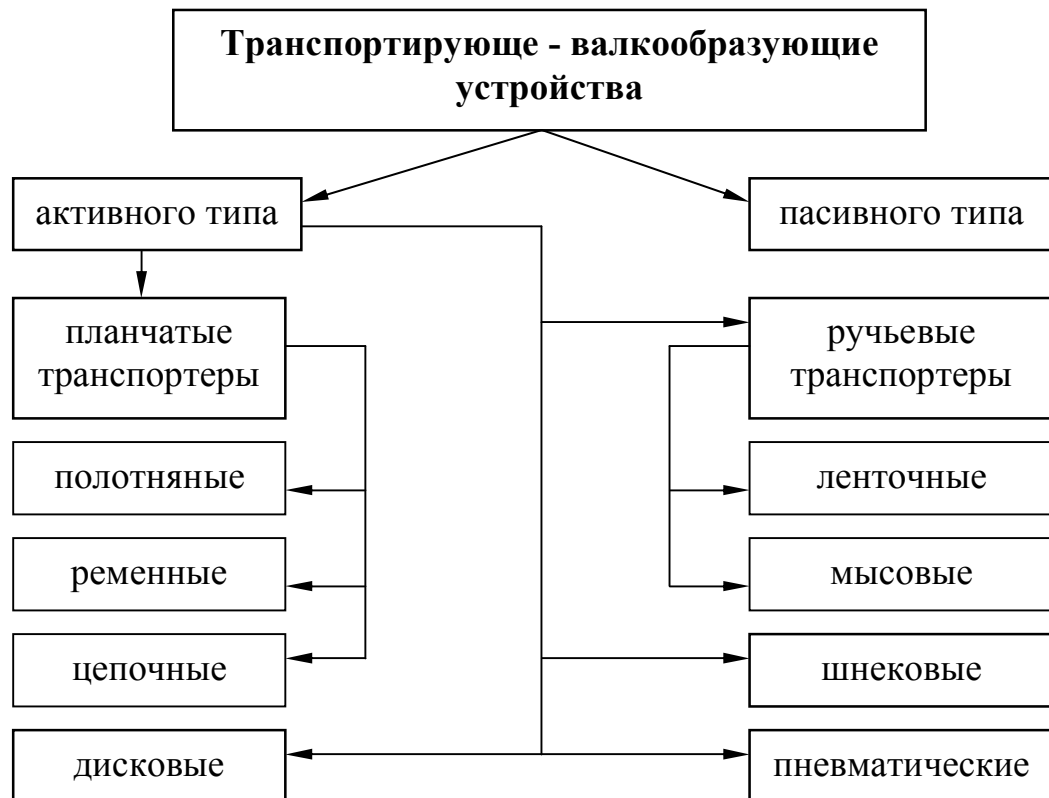 Транспортирующе - валкообразующие
устройства
активного типа
пасивного типа
планчатые
транспортеры
ручьевые
транспортеры
полотняные
ленточные
ременные
мысовые
цепочные
шнековые
дисковые
пневматические